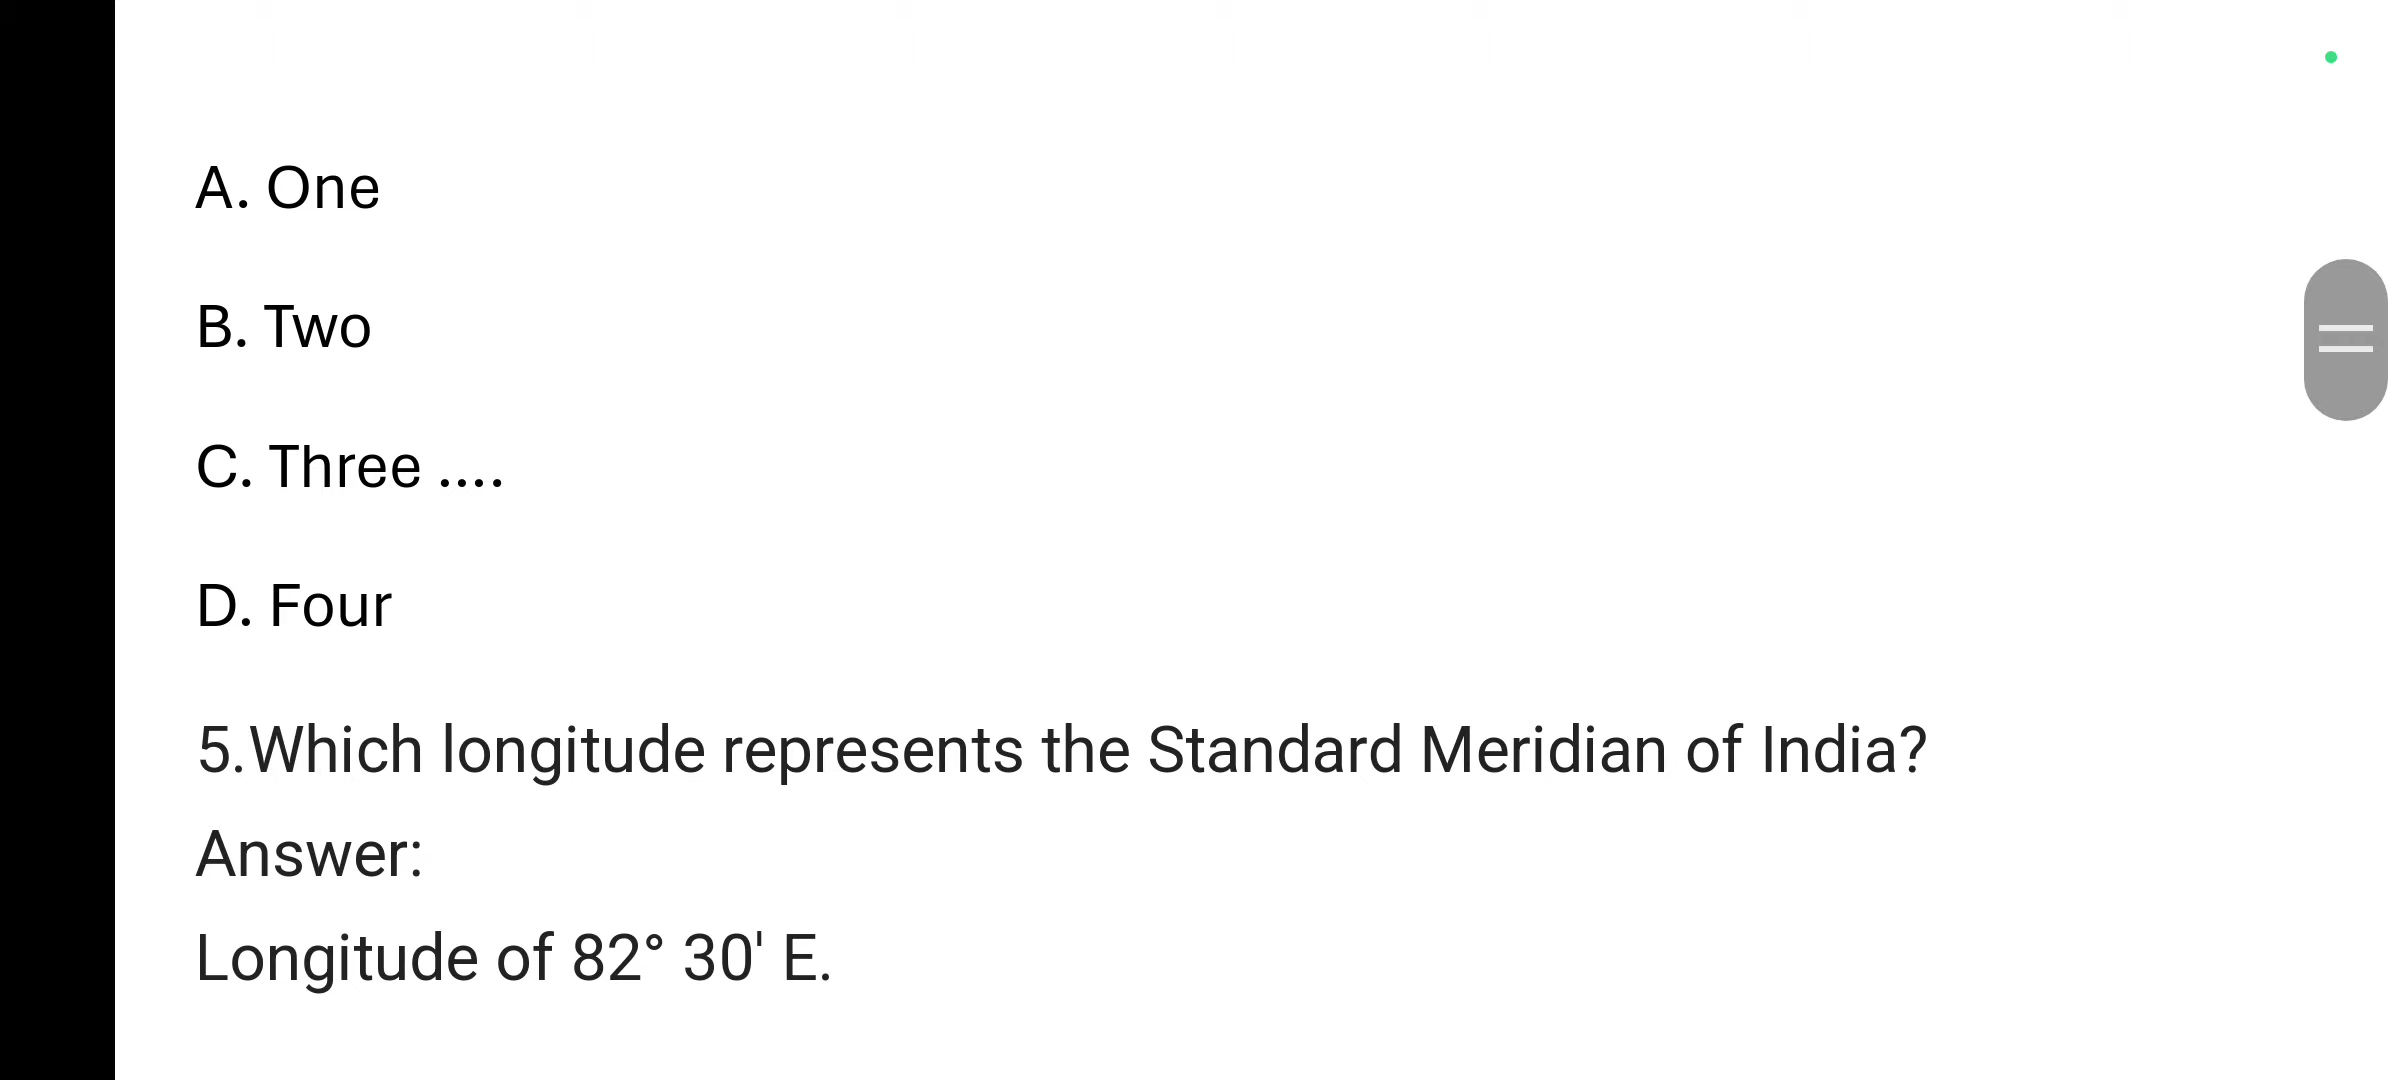 A. One
B. Two
C. Three ....
D. Four
5.Which longitude represents the Standard Meridian of India?
Answer:
Longitude of 82° 30' E.